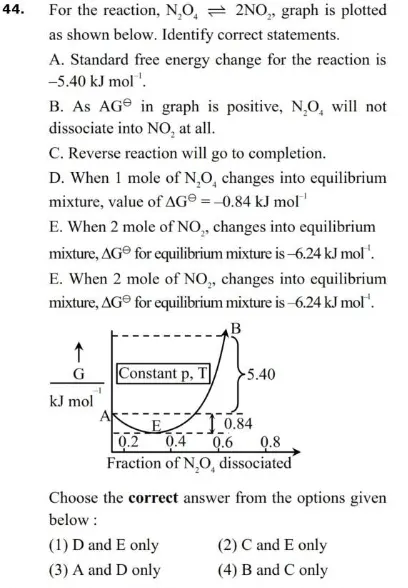 44. For the reaction, N₂O₄ ⇌ 2NO₂, graph is plotted
as shown below. Identify correct statements.
A. Standard free energy change for the reaction is
–5.40 kJ mol⁻¹.
B. As AG⊖ in graph is positive, N₂O₄ will not
dissociate into NO₂ at all.
C. Reverse reaction will go to completion.
D. When 1 mole of N₂O₄ changes into equilibrium
mixture, value of ΔG⊖ = –0.84 kJ mol⁻¹
E. When 2 mole of NO₂, changes into equilibrium
mixture, ΔG⊖ for equilibrium mixture is –6.24 kJ mol⁻¹.
E. When 2 mole of NO₂, changes into equilibrium
mixture, ΔG⊖ for equilibrium mixture is –6.24 kJ mol⁻¹.
B
↑
G
kJ mol⁻¹
Constant p, T
5.40
A
E
0.84
0.2 0.4 0.6 0.8
Fraction of N₂O₄ dissociated
Choose the correct answer from the options given
below :
(1) D and E only (2) C and E only
(3) A and D only (4) B and C only